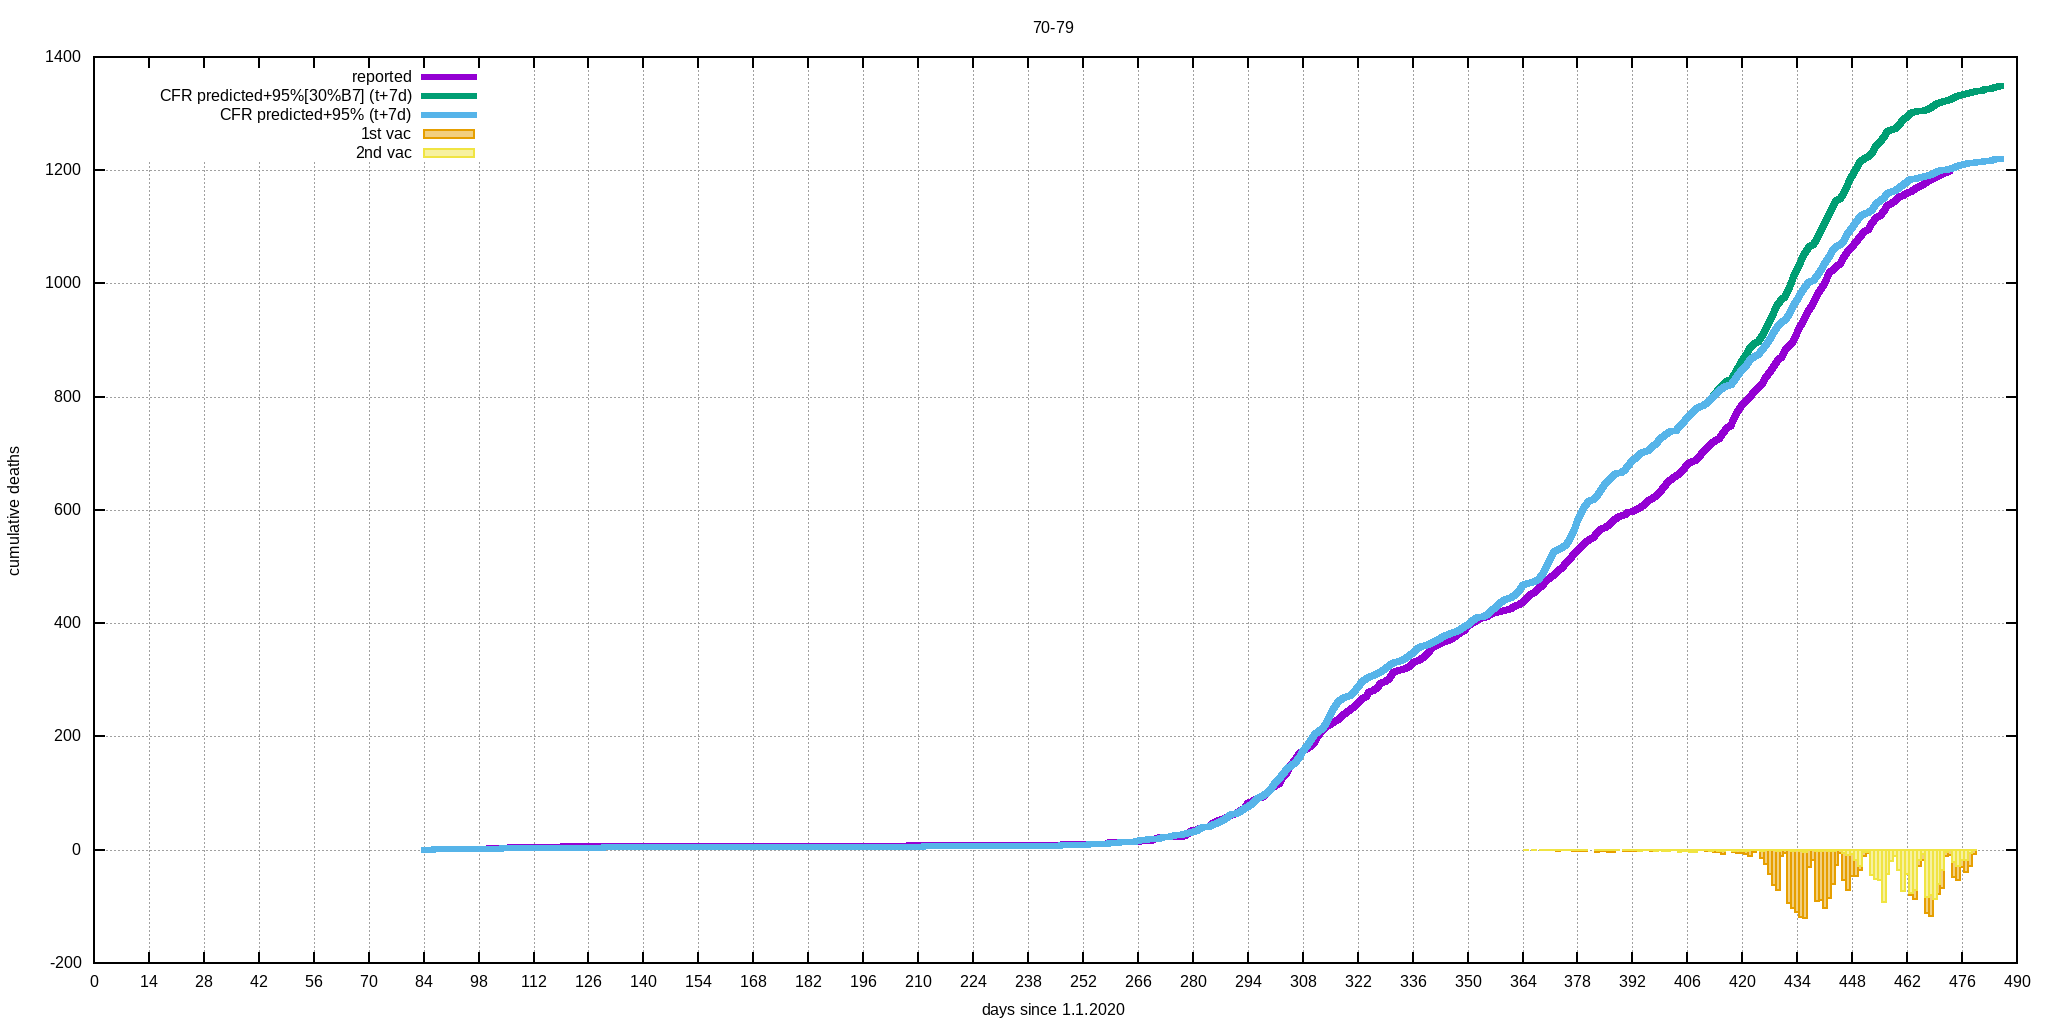 70-79
1400
1200
1000
800
600
400
200
0
-200
cumulative deaths
reported
CFR predicted+95%[30%B7] (t+7d)
CFR predicted+95% (t+7d)
1st vac
2nd vac
0 14 28 42 56 70 84 98 112 126 140 154 168 182 196 210 224 238 252 266 280 294 308 322 336 350 364 378 392 406 420 434 448 462 476 490
days since 1.1.2020